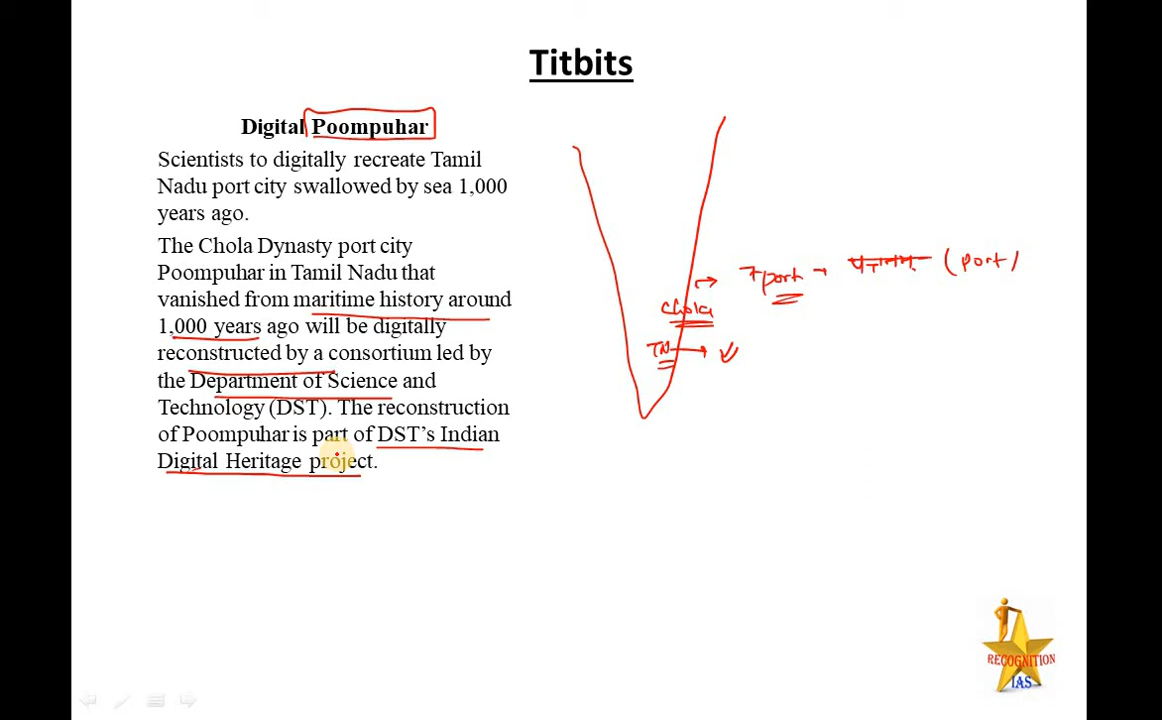 Titbits
Digital Poompuhar
Scientists to digitally recreate Tamil
Nadu port city swallowed by sea 1,000
years ago.
The Chola Dynasty port city
Poompuhar in Tamil Nadu that
vanished from maritime history around
1,000 years ago will be digitally
reconstructed by a consortium led by
the Department of Science and
Technology (DST). The reconstruction
of Poompuhar is part of DST's Indian
Digital Heritage project.
port
(port)
Chola
TN
RECOGNITION
IAS